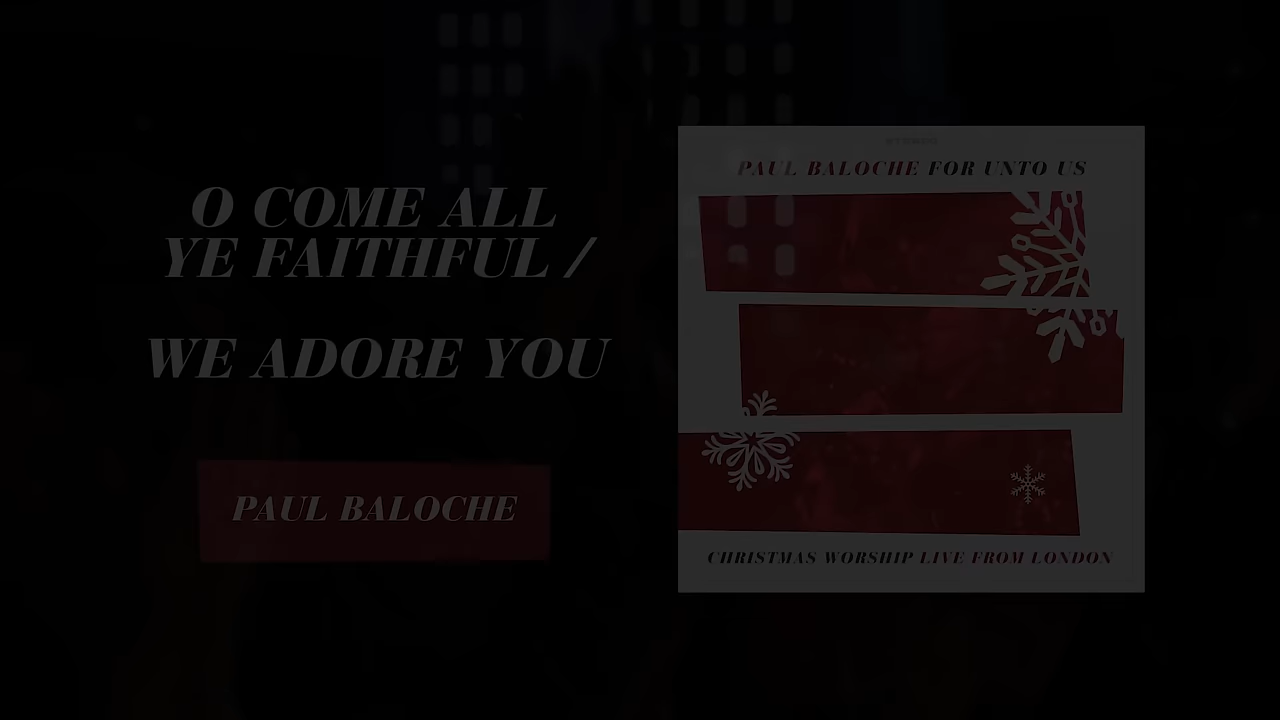 O COME ALL
YE FAITHFUL /
WE ADORE YOU
PAUL BALOCHE
PAUL BALOCHE FOR UNTO US
CHRISTMAS WORSHIP LIVE FROM LONDON